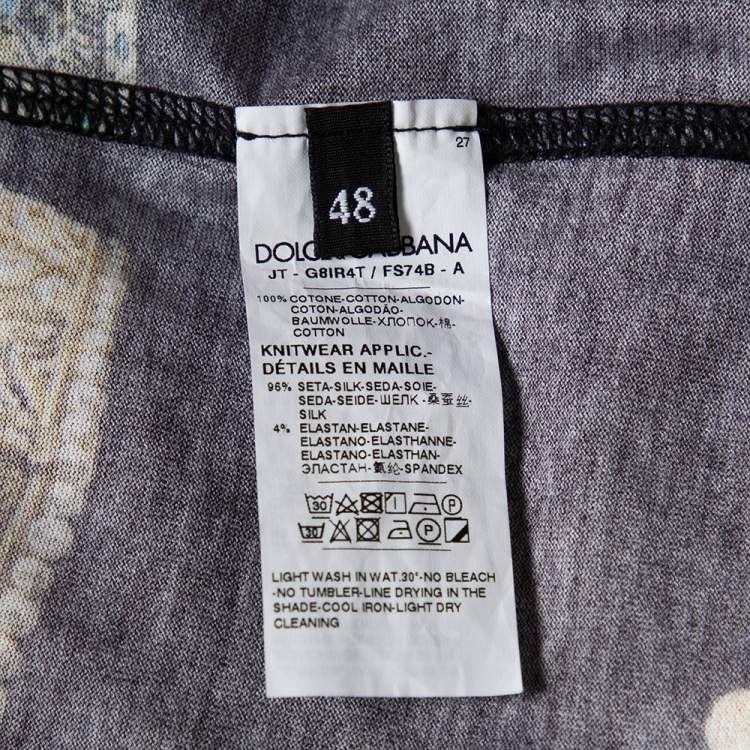 27
48
DOLCE & GABBANA
JT - G8IR4T / FS74B - A
100% COTONE-COTTON-ALGODON-
COTON-ALGODÃO-
BAUMWOLLE-ХЛОПОК-棉-
COTTON
KNITWEAR APPLIC.-
DÉTAILS EN MAILLE
96% SETA-SILK-SEDA-SOIE-
SEDA-SEIDE-ШЕЛК-桑蚕丝-
SILK
4% ELASTAN-ELASTANE-
ELASTANO-ELASTHANNE-
ELASTANO-ELASTHAN-
ЭЛАСТАН-氨纶-SPANDEX
30 P
30 P
LIGHT WASH IN WAT.30°-NO BLEACH
-NO TUMBLER-LINE DRYING IN THE
SHADE-COOL IRON-LIGHT DRY
CLEANING